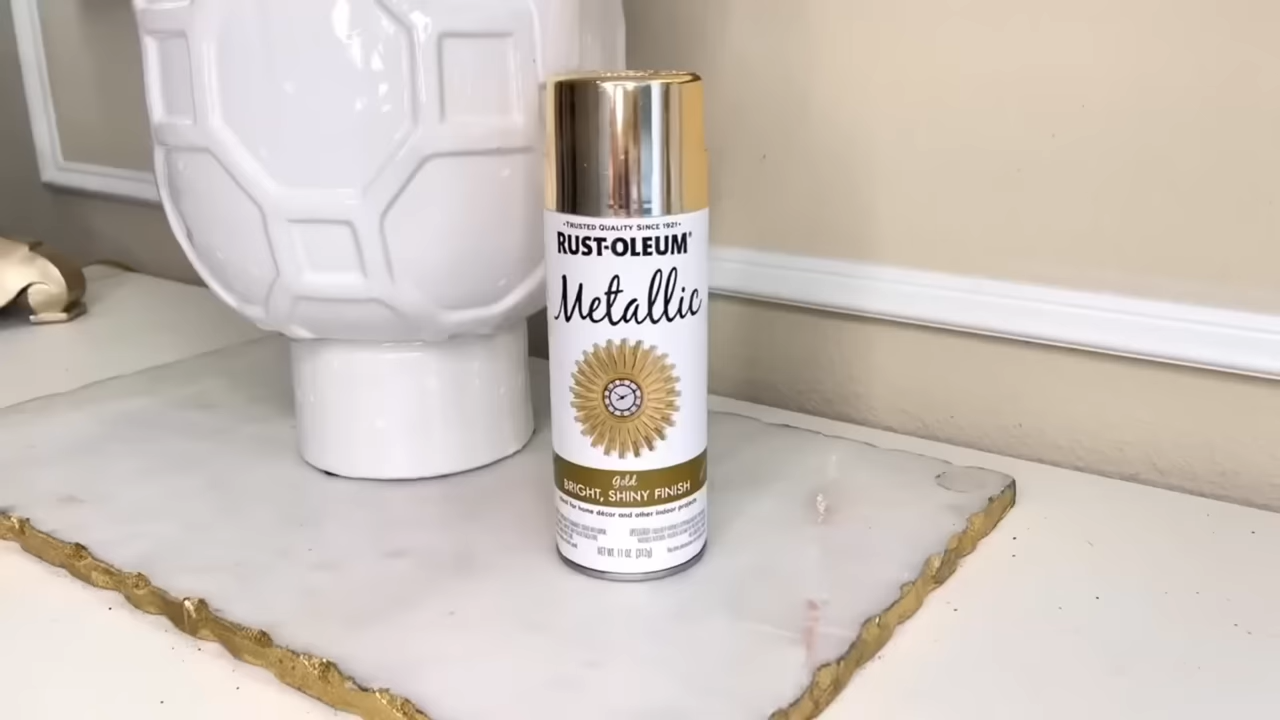 •TRUSTED QUALITY SINCE 1921•
RUST-OLEUM®
Metallic
Gold
BRIGHT, SHINY FINISH
for home décor and other indoor projects
NET WT. 11 OZ. (312g)